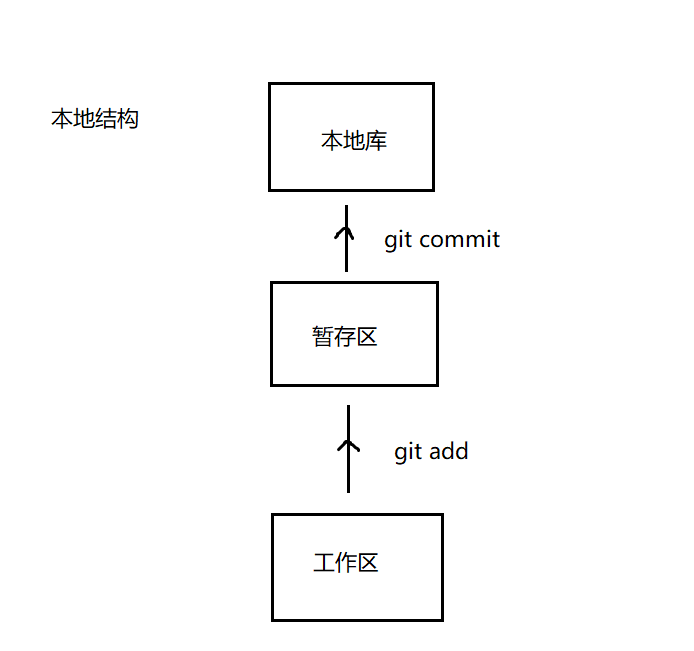 本地结构
本地库
git commit
暂存区
git add
工作区